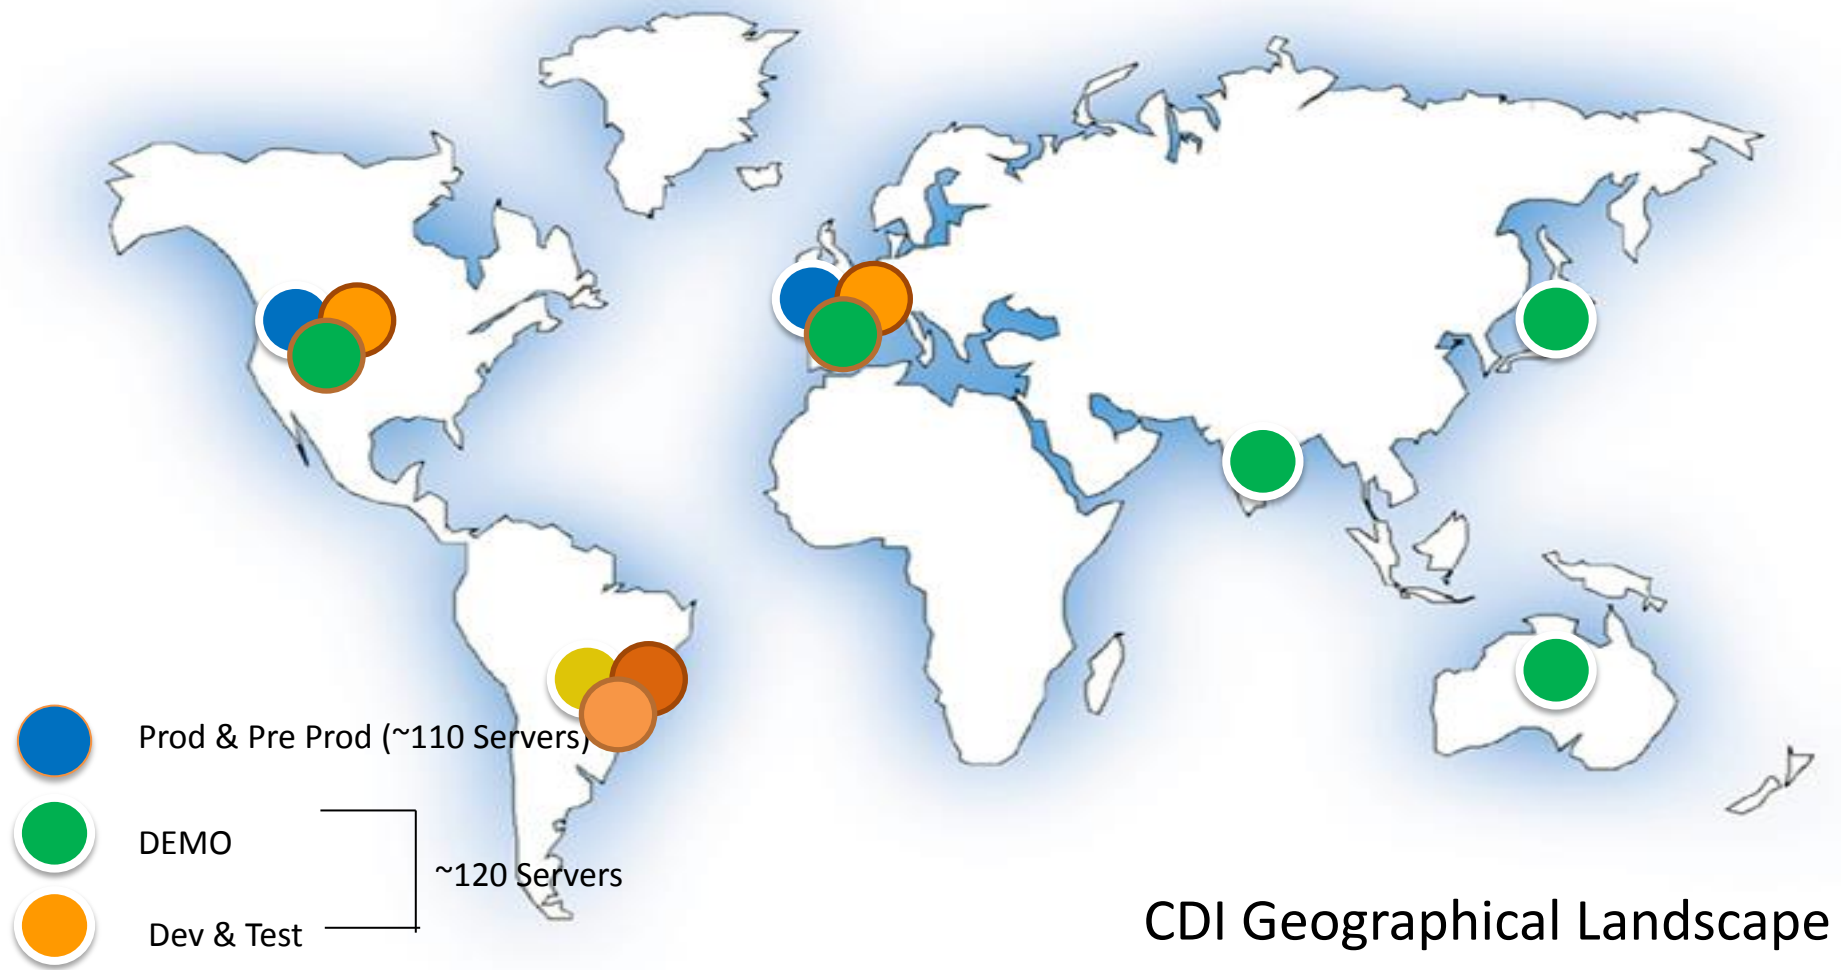 Prod & Pre Prod (~110 Servers)
DEMO
~120 Servers
Dev & Test
CDI Geographical Landscape